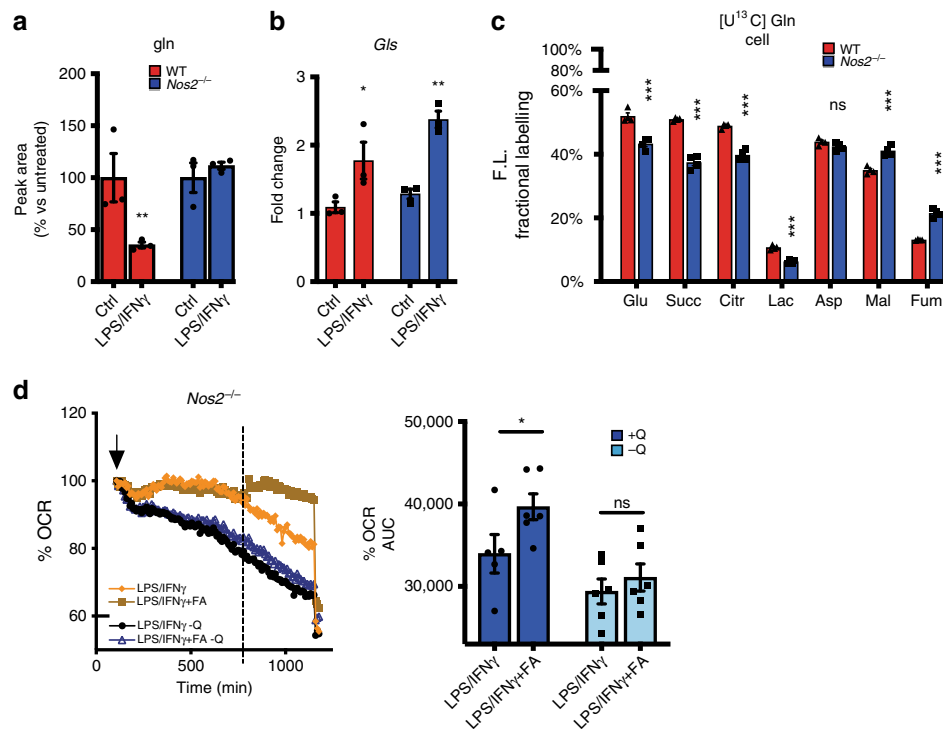 a
gln
WT
Nos2–/–
Peak area
(% vs untreated)
200
150
100
50
0
Ctrl
LPS/IFNγ
Ctrl
LPS/IFNγ
**
b
Gls
Fold change
3
2
1
0
*
**
Ctrl
LPS/IFNγ
Ctrl
LPS/IFNγ
c
[U13C] Gln
cell
WT
Nos2–/–
F.L.
fractional labelling
100%
80%
60%
40%
20%
0%
***
***
***
***
ns
***
***
Glu Succ Citr Lac Asp Mal Fum
d
Nos2–/–
% OCR
120
100
80
60
LPS/IFNγ
LPS/IFNγ+FA
LPS/IFNγ -Q
LPS/IFNγ+FA -Q
0 500 1000
Time (min)
% OCR
AUC
50,000
40,000
30,000
*
ns
+Q
–Q
LPS/IFNγ
LPS/IFNγ+FA
LPS/IFNγ
LPS/IFNγ+FA